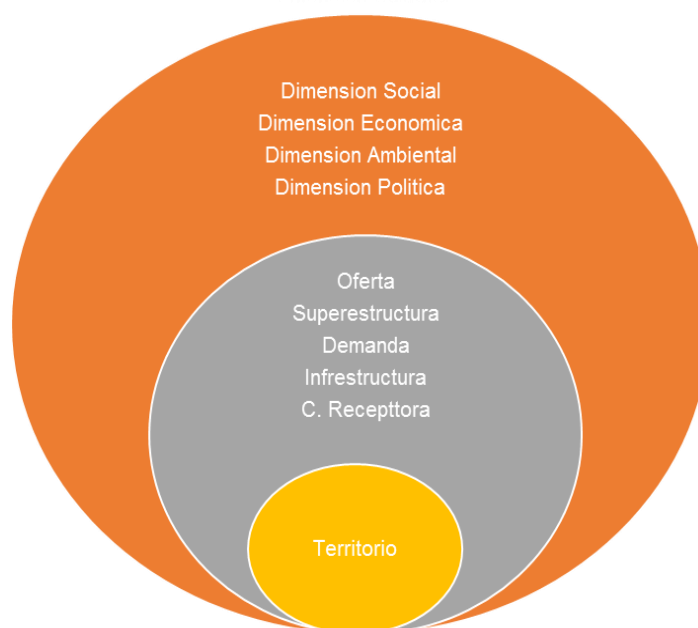 Dimension Social
Dimension Economica
Dimension Ambiental
Dimension Politica
Oferta
Superestructura
Demanda
Infrestructura
C. Recepttora
Territorio